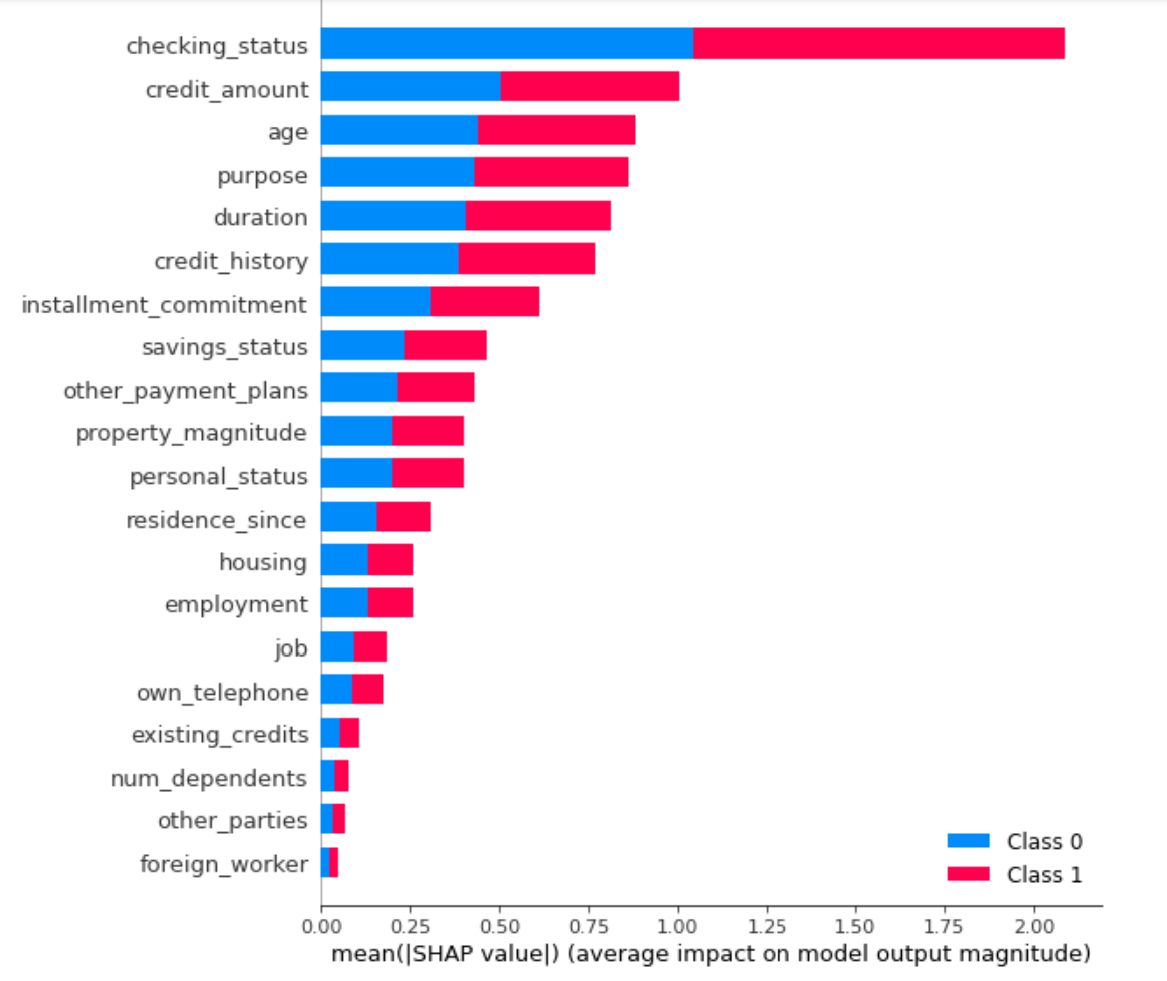 checking_status
credit_amount
age
purpose
duration
credit_history
installment_commitment
savings_status
other_payment_plans
property_magnitude
personal_status
residence_since
housing
employment
job
own_telephone
existing_credits
num_dependents
other_parties
foreign_worker
Class 0
Class 1
0.00 0.25 0.50 0.75 1.00 1.25 1.50 1.75 2.00
mean(|SHAP value|) (average impact on model output magnitude)